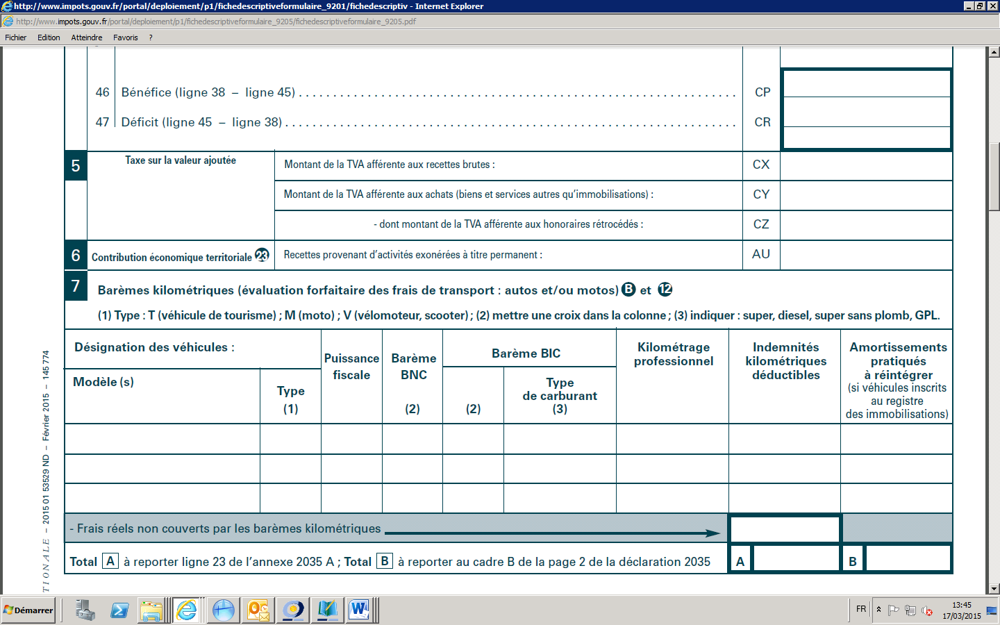 http://www.impots.gouv.fr/portal/deploiement/p1/fichedescriptiveformulaire_9201/fichedescriptiv - Internet Explorer
http://www.impots.gouv.fr/portal/deploiement/p1/fichedescriptiveformulaire_9205/fichedescriptiveformulaire_9205.pdf
Fichier Edition Atteindre Favoris ?
46 Bénéfice (ligne 38 – ligne 45) CP
47 Déficit (ligne 45 – ligne 38) CR
5 Taxe sur la valeur ajoutée Montant de la TVA afférente aux recettes brutes : CX
Montant de la TVA afférente aux achats (biens et services autres qu'immobilisations) : CY
- dont montant de la TVA afférente aux honoraires rétrocédés : CZ
6 Contribution économique territoriale 23 Recettes provenant d'activités exonérées à titre permanent : AU
7 Barèmes kilométriques (évaluation forfaitaire des frais de transport : autos et/ou motos) B et 12
(1) Type : T (véhicule de tourisme) ; M (moto) ; V (vélomoteur, scooter) ; (2) mettre une croix dans la colonne ; (3) indiquer : super, diesel, super sans plomb, GPL.
Désignation des véhicules :
Modèle (s)
Type
(1)
Puissance
fiscale
Barème
BNC
(2)
Barème BIC
(2)
Type
de carburant
(3)
Kilométrage
professionnel
Indemnités
kilométriques
déductibles
Amortissements
pratiqués
à réintégrer
(si véhicules inscrits
au registre
des immobilisations)
- Frais réels non couverts par les barèmes kilométriques
Total A à reporter ligne 23 de l'annexe 2035 A ; Total B à reporter au cadre B de la page 2 de la déclaration 2035 A B
TIONALE – 2015 01 53529 ND – Février 2015 – 145 774
Démarrer
FR
13:45
17/03/2015